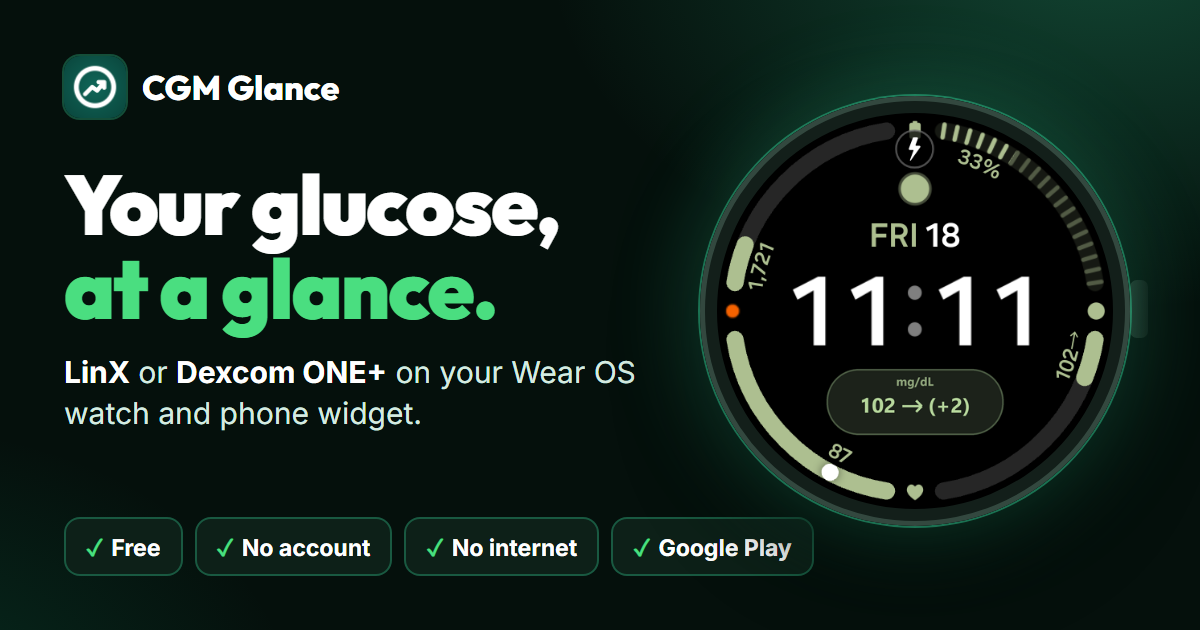 CGM Glance
Your glucose,
at a glance.
LinX or Dexcom ONE+ on your Wear OS
watch and phone widget.
✓ Free
✓ No account
✓ No internet
✓ Google Play
33%
FRI 18
1,721
11:11
102→
mg/dL
102 → (+2)
87